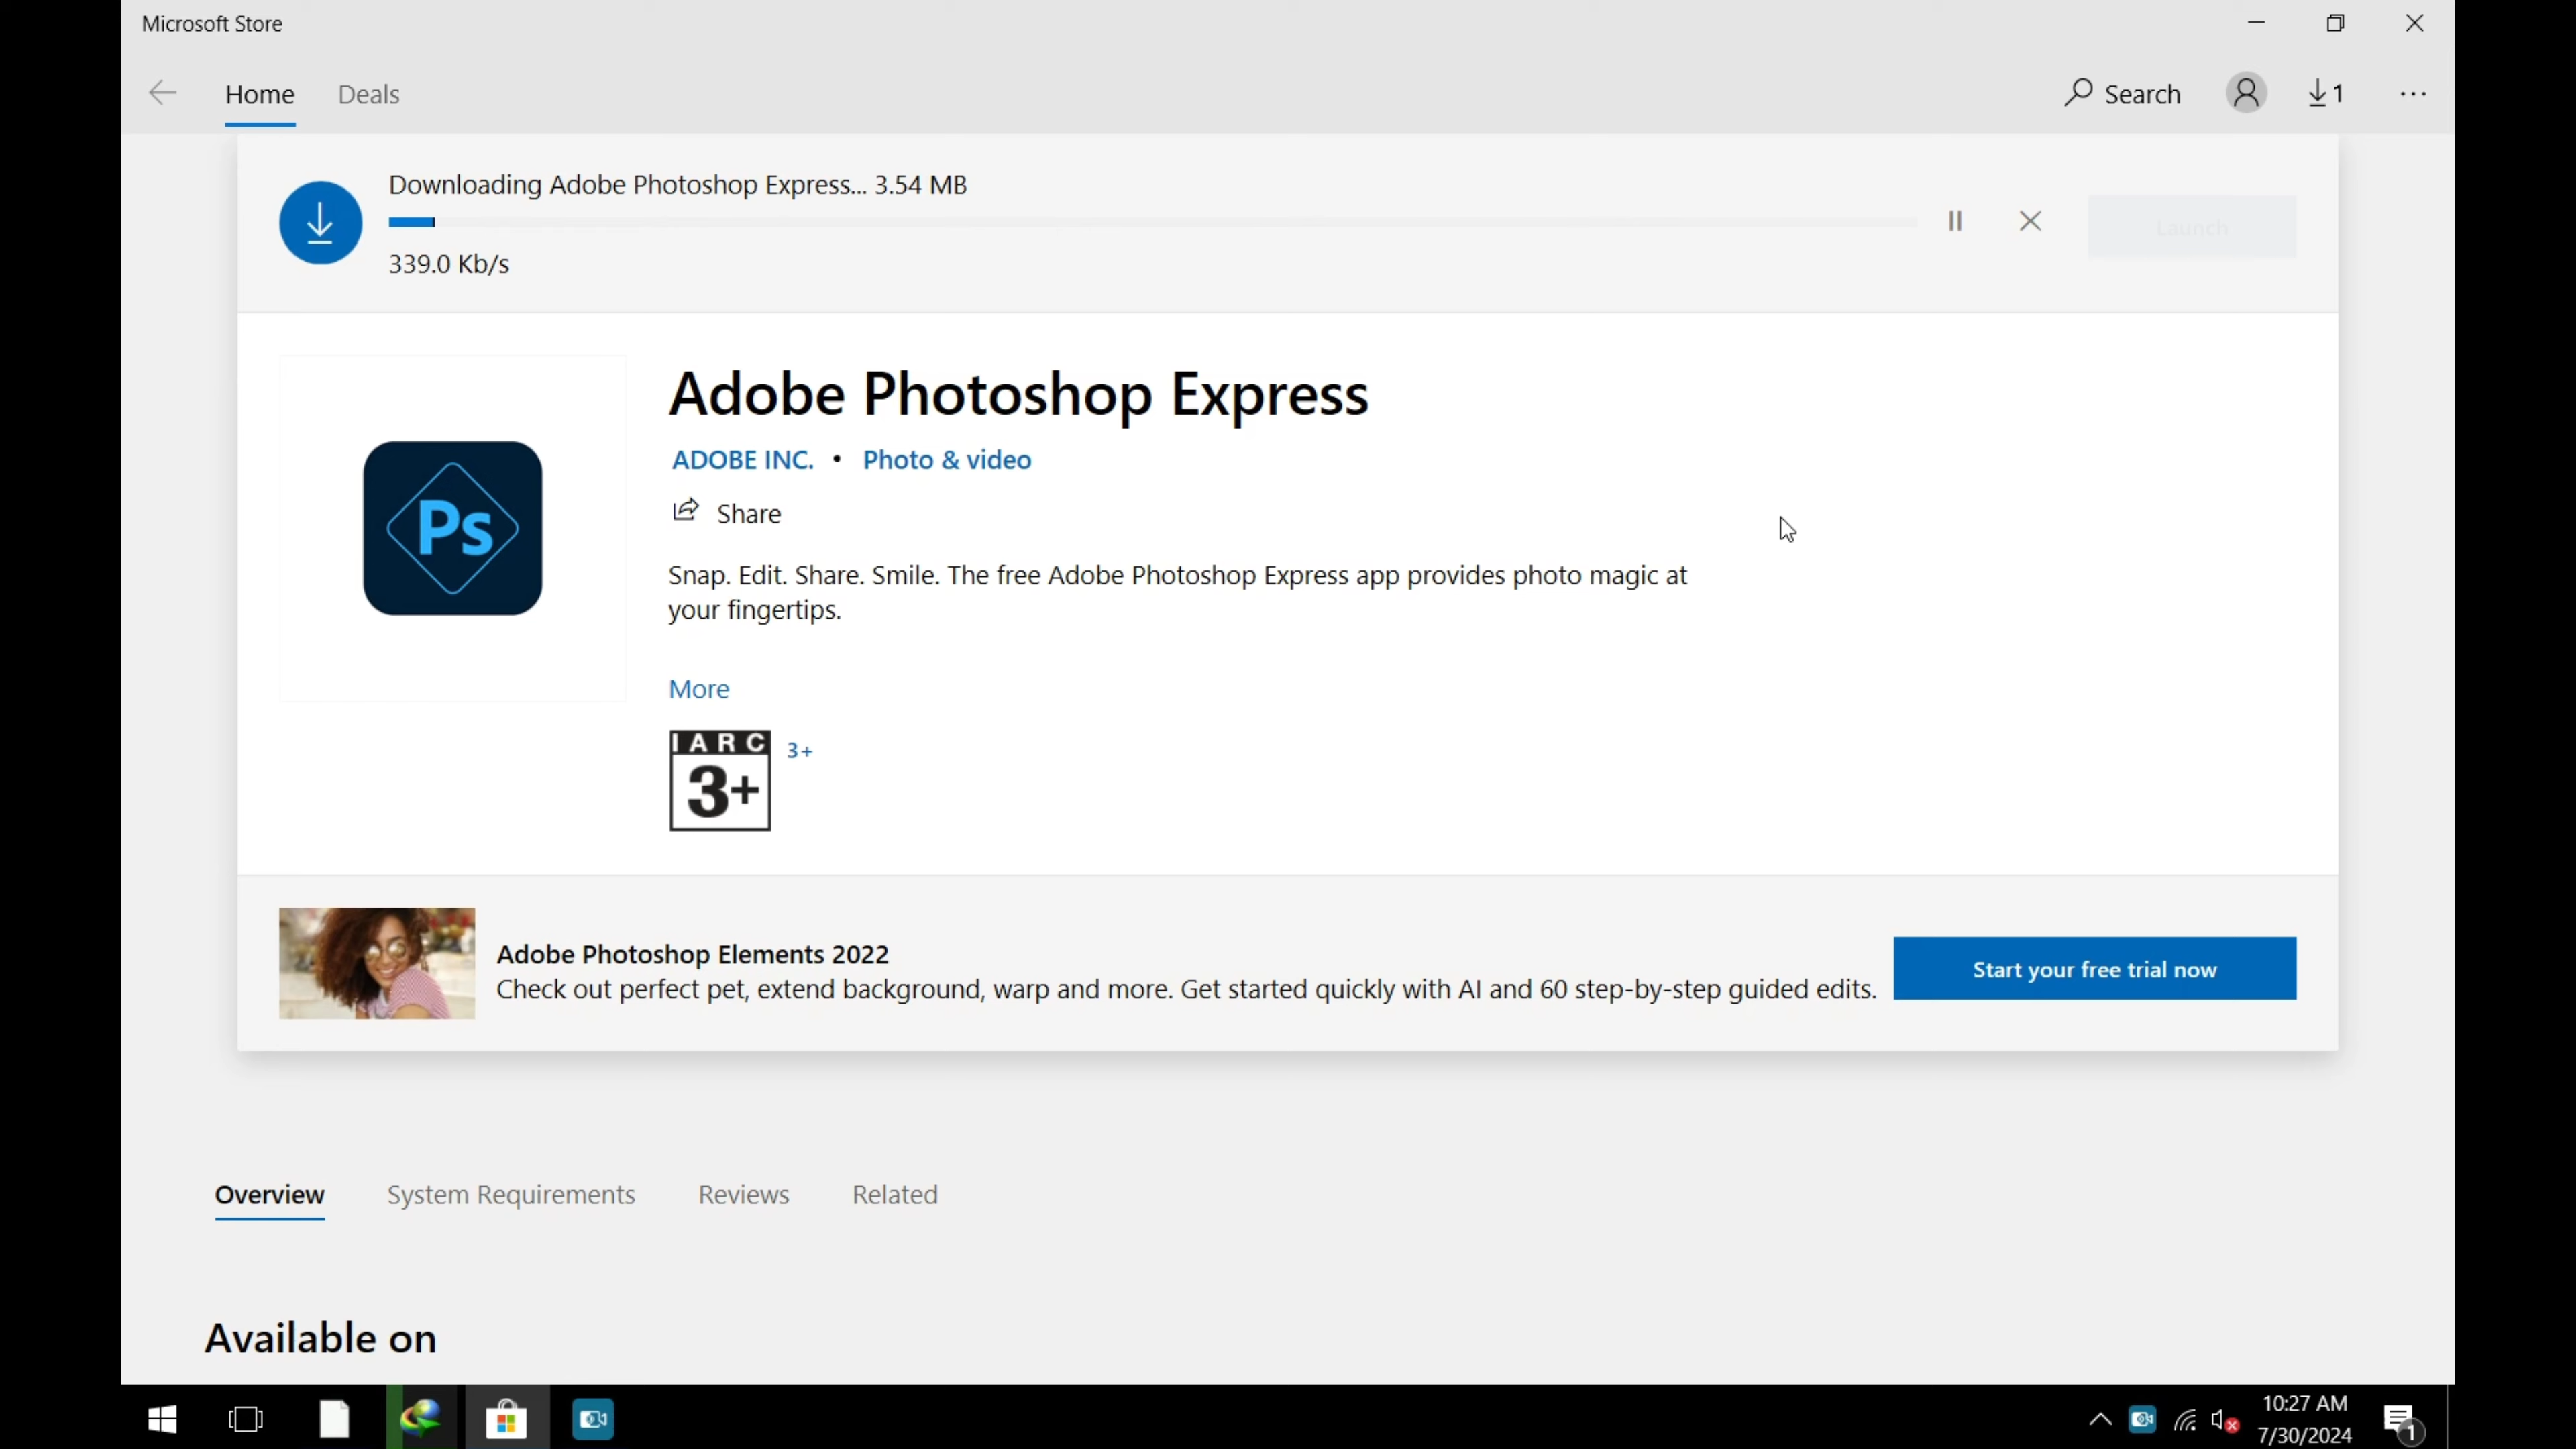 Microsoft Store
Home
Deals
Search
1
Downloading Adobe Photoshop Express... 3.54 MB
339.0 Kb/s
Launch
Adobe Photoshop Express
ADOBE INC. • Photo & video
Share
Snap. Edit. Share. Smile. The free Adobe Photoshop Express app provides photo magic at
your fingertips.
Ps
More
IARC
3+
3+
Adobe Photoshop Elements 2022
Check out perfect pet, extend background, warp and more. Get started quickly with AI and 60 step-by-step guided edits.
Start your free trial now
Overview
System Requirements
Reviews
Related
Available on
10:27 AM
7/30/2024
1